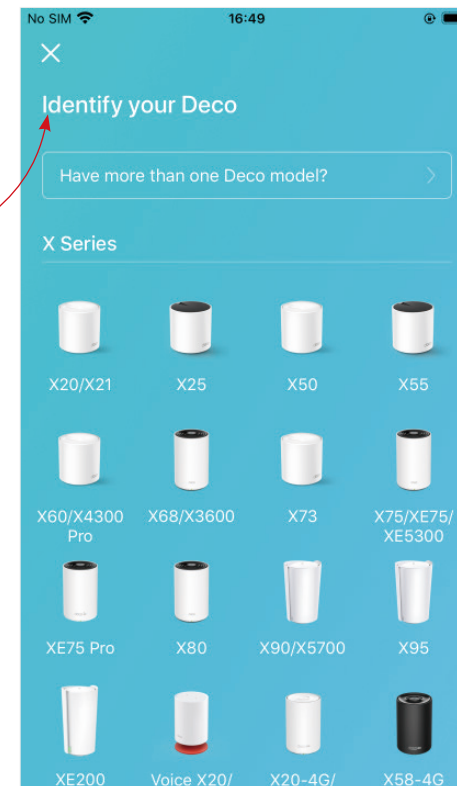 No SIM 16:49
Identify your Deco
Have more than one Deco model?
X Series
X20/X21 X25 X50 X55
X60/X4300 Pro X68/X3600 X73 X75/XE75/ XE5300
XE75 Pro X80 X90/X5700 X95
XE200 Voice X20/ X20-4G/ X58-4G